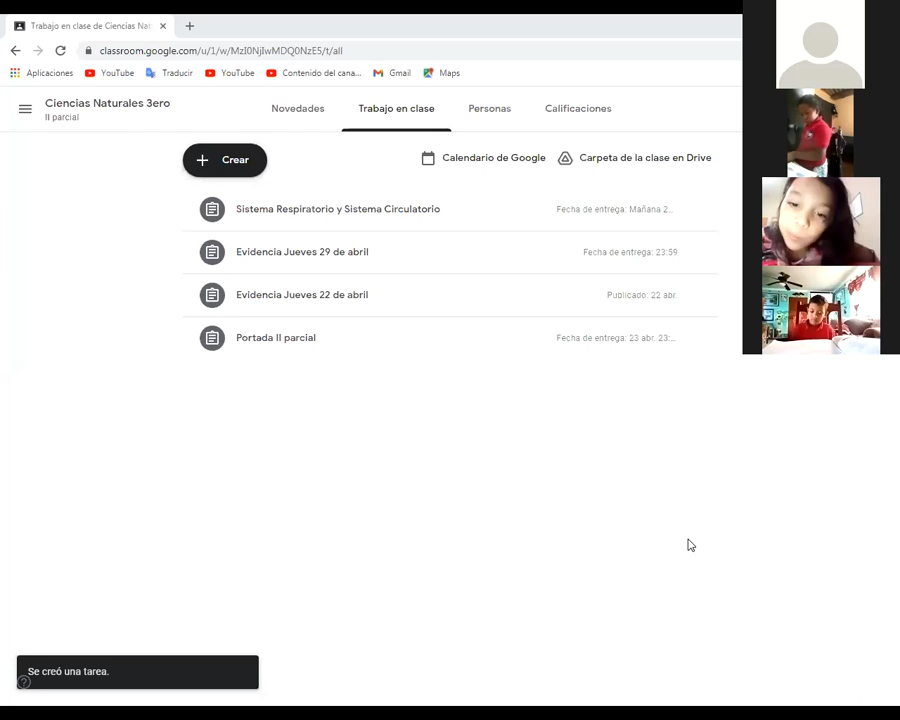 Trabajo en clase de Ciencias Nat
classroom.google.com/u/1/w/MzI0NjIwMDQ0NzE5/t/all
Aplicaciones YouTube Traducir YouTube Contenido del cana... Gmail Maps
Ciencias Naturales 3ero
II parcial
Novedades Trabajo en clase Personas Calificaciones
Crear
Calendario de Google Carpeta de la clase en Drive
Sistema Respiratorio y Sistema Circulatorio Fecha de entrega: Mañana 2...
Evidencia Jueves 29 de abril Fecha de entrega: 23:59
Evidencia Jueves 22 de abril Publicado: 22 abr.
Portada II parcial Fecha de entrega: 23 abr. 23:...
Se creó una tarea.